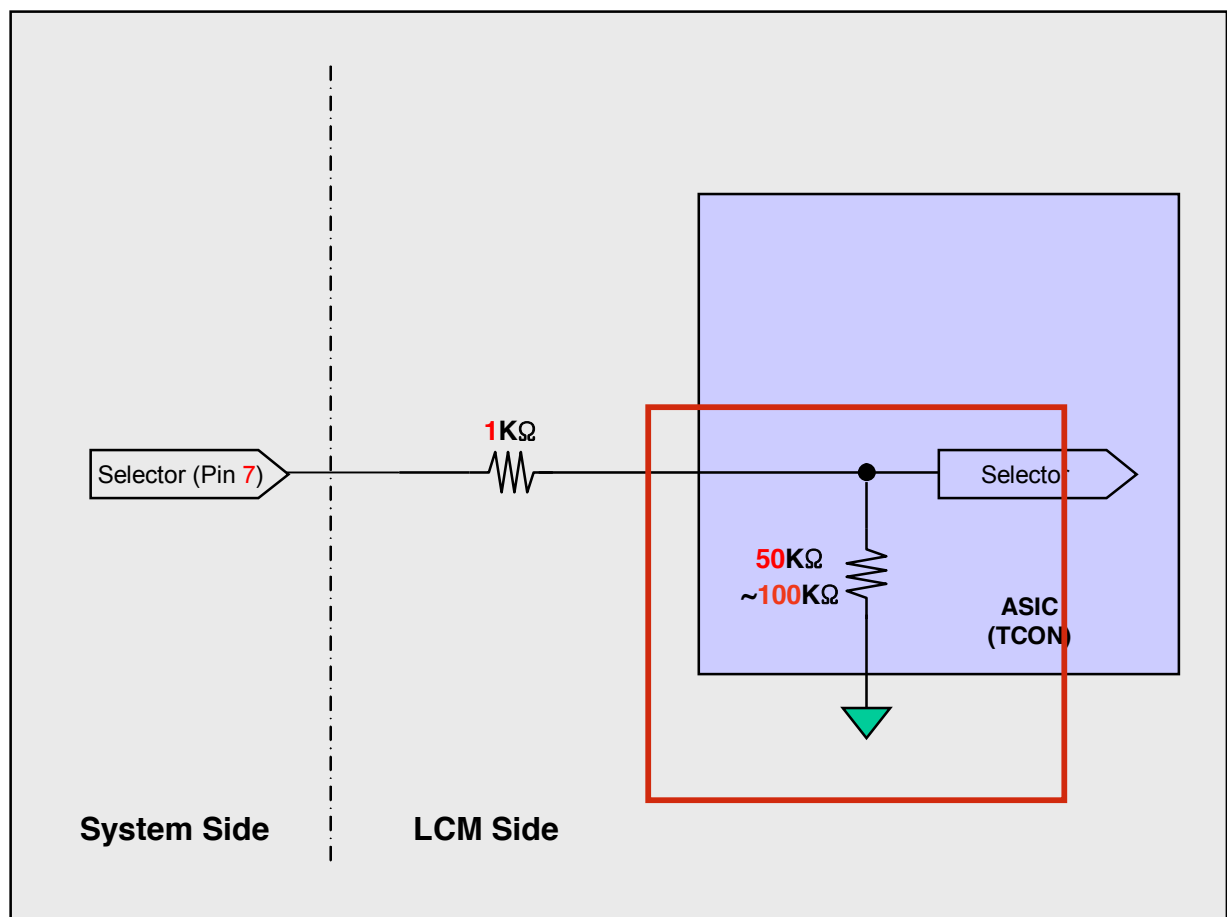 1KΩ
Selector (Pin 7)
Selector
50KΩ
~100KΩ
ASIC
(TCON)
System Side
LCM Side